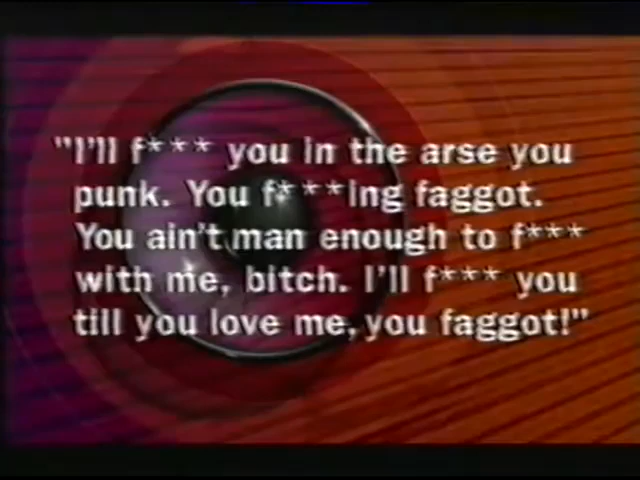 "I'll f*** you in the arse you
punk. You f***ing faggot.
You ain't man enough to f***
with me, bitch. I'll f*** you
till you love me, you faggot!"